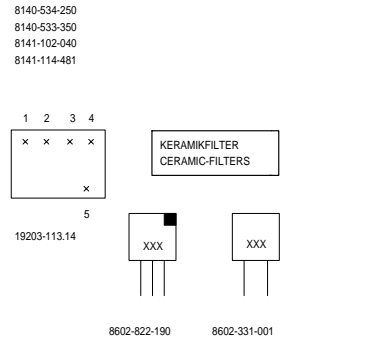 8140-534-250
8140-533-350
8141-102-040
8141-114-481
1 2 3 4
5
19203-113.14
KERAMIKFILTER
CERAMIC-FILTERS
XXX
XXX
8602-822-190
8602-331-001